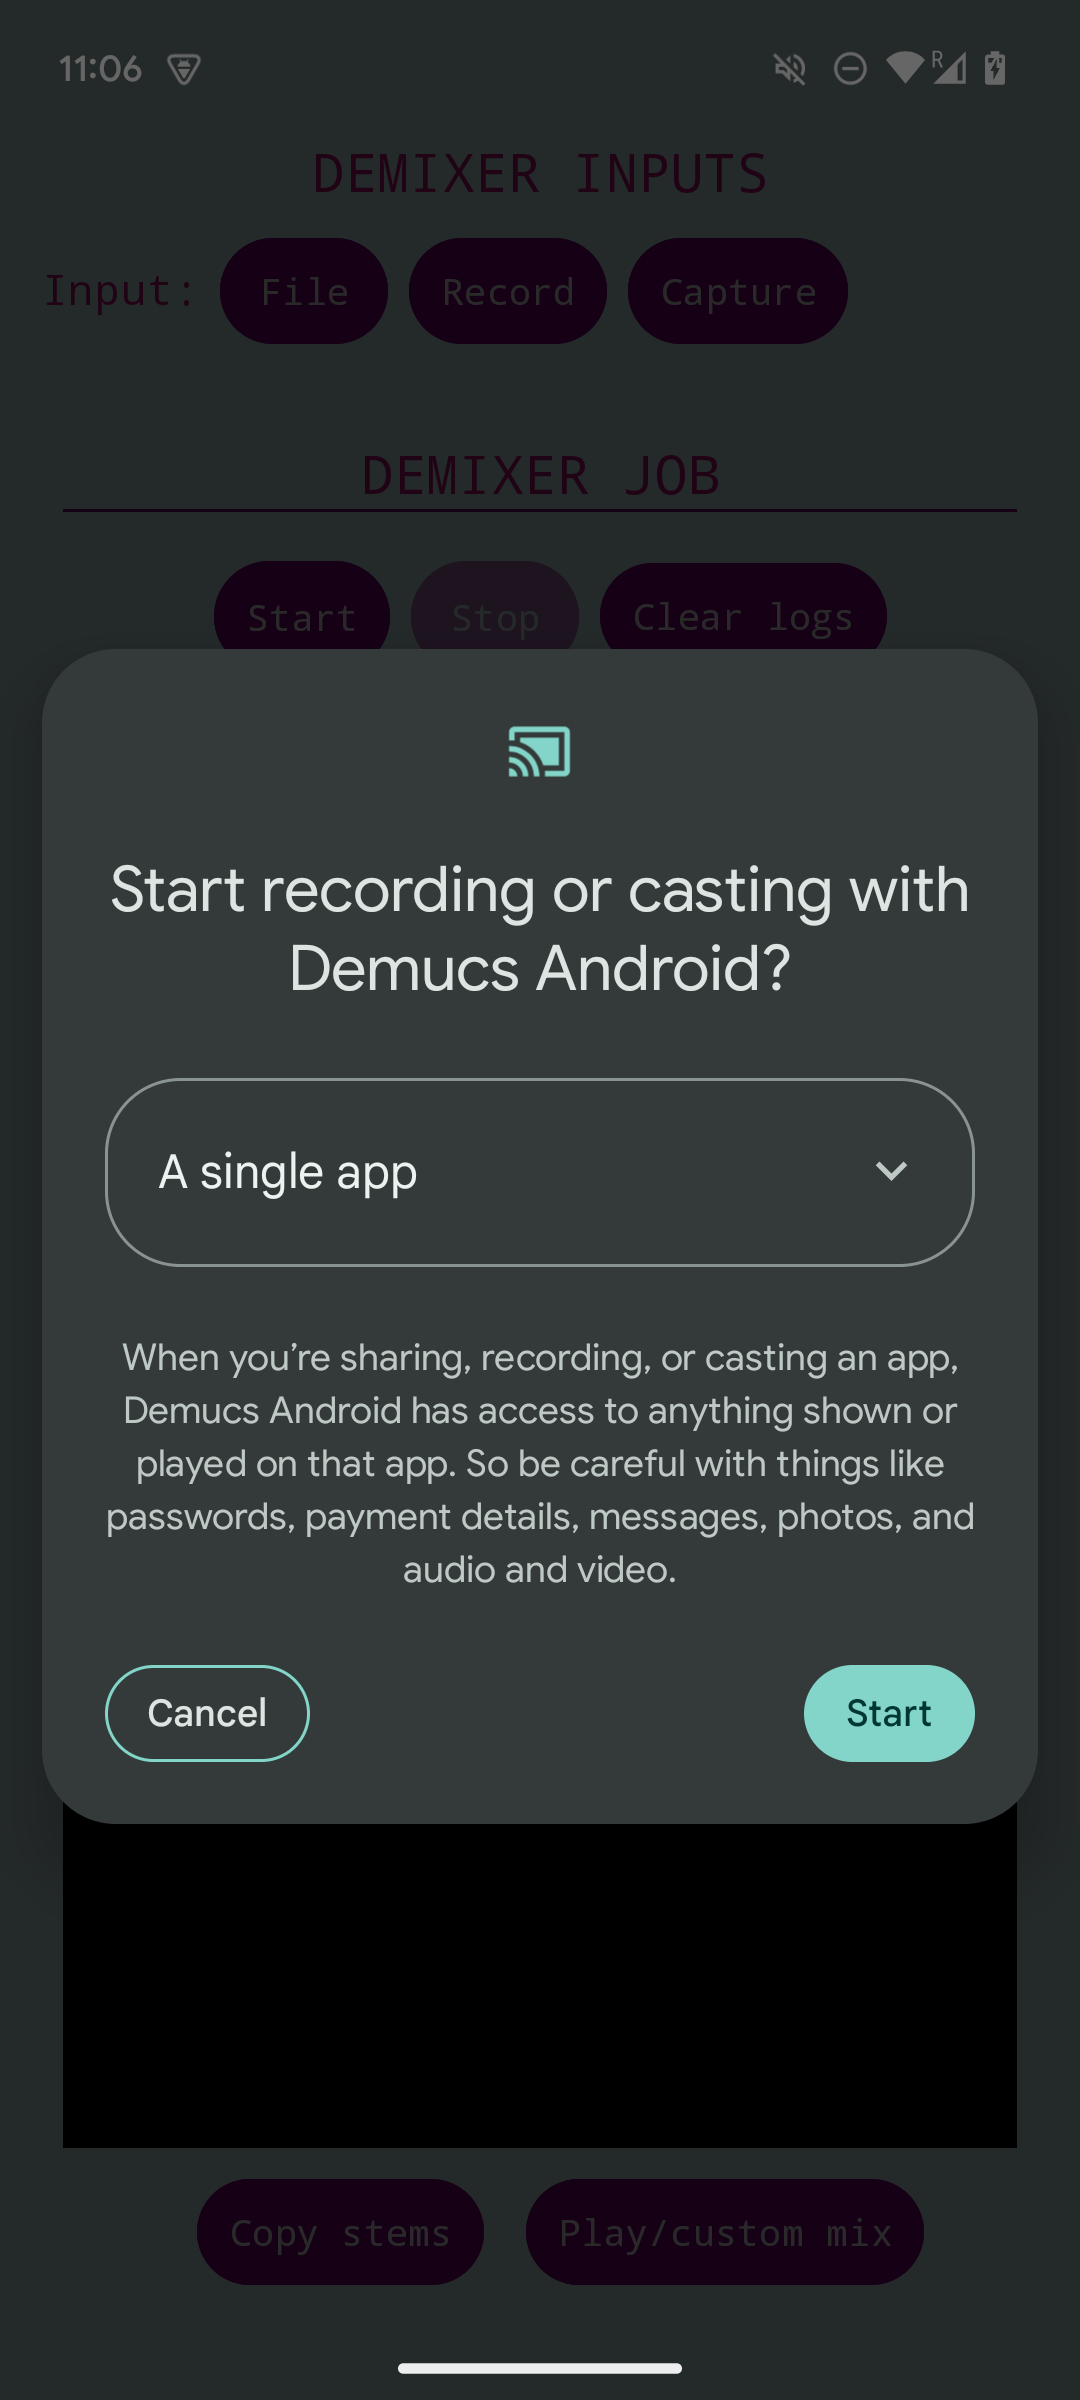 11:06
R
DEMIXER INPUTS
Input: File Record Capture
DEMIXER JOB
Start Stop Clear logs
Start recording or casting with
Demucs Android?
A single app
When you’re sharing, recording, or casting an app,
Demucs Android has access to anything shown or
played on that app. So be careful with things like
passwords, payment details, messages, photos, and
audio and video.
Cancel Start
Copy stems Play/custom mix